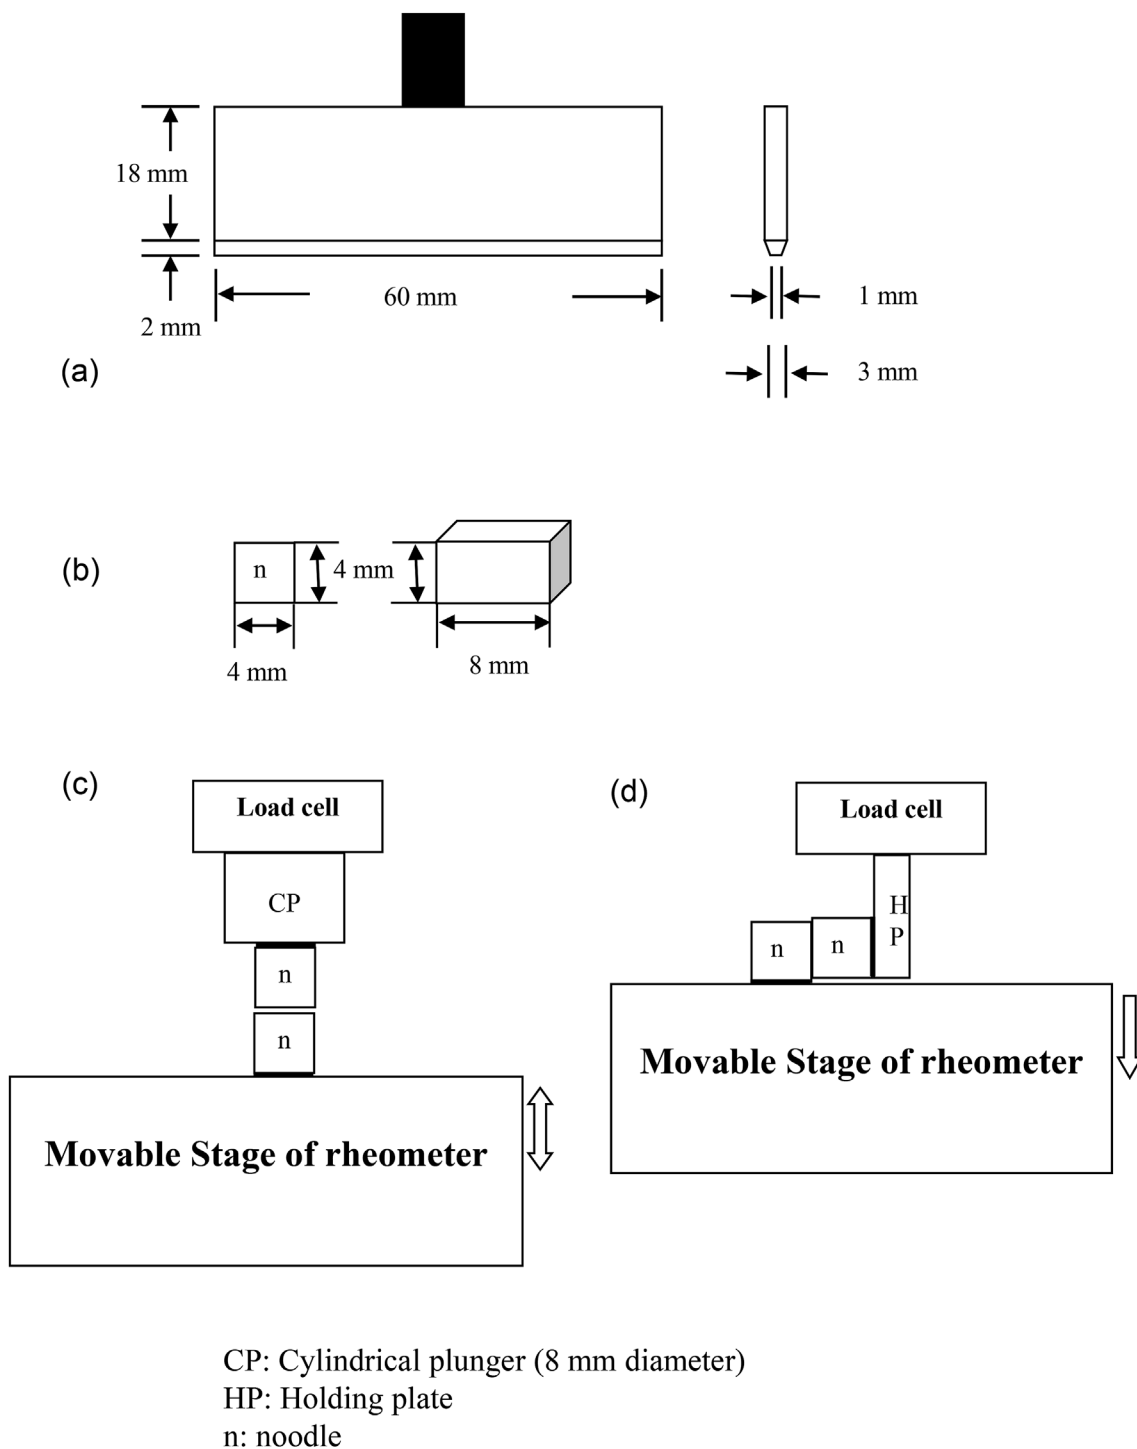 18 mm
60 mm
1 mm
2 mm
(a)
3 mm
(b)
n
4 mm
4 mm
8 mm
(c)
Load cell
CP
n
n
Movable Stage of rheometer
(d)
Load cell
H
P
n
n
Movable Stage of rheometer
CP: Cylindrical plunger (8 mm diameter)
HP: Holding plate
n: noodle